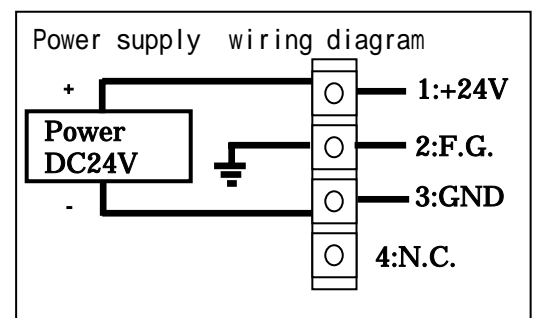 Power supply wiring diagram
+
Power
DC24V
-
1:+24V
2:F.G.
3:GND
4:N.C.